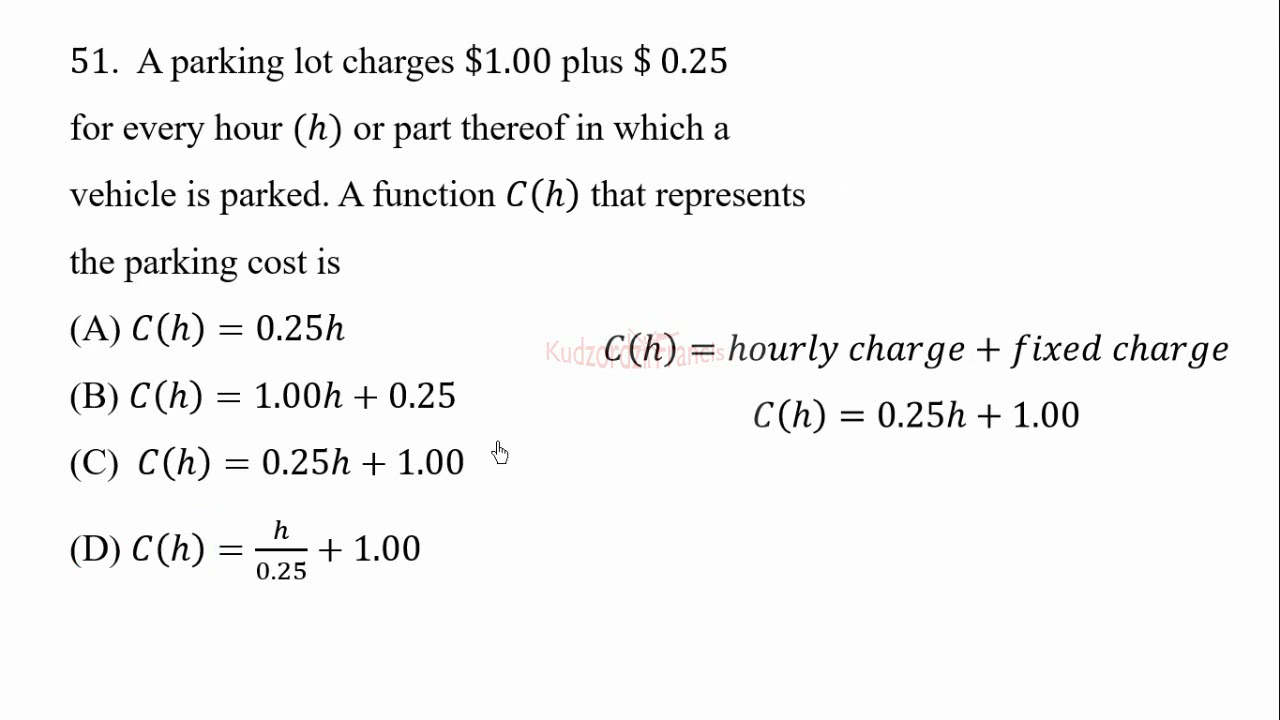 51. A parking lot charges $1.00 plus $ 0.25
for every hour (h) or part thereof in which a
vehicle is parked. A function C(h) that represents
the parking cost is
(A) C(h) = 0.25h
(B) C(h) = 1.00h + 0.25
(C) C(h) = 0.25h + 1.00
(D) C(h) = h/0.25 + 1.00
Kudzordzi Francis
C(h) = hourly charge + fixed charge
C(h) = 0.25h + 1.00